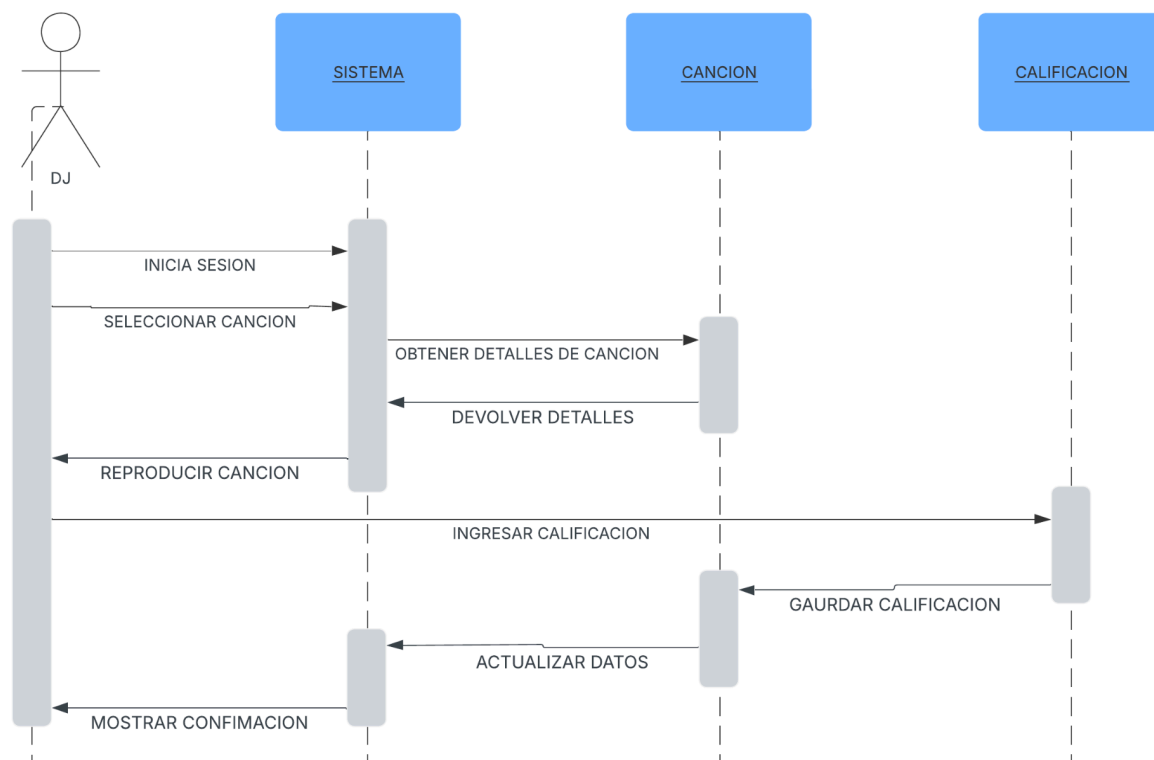 SISTEMA
CANCION
CALIFICACION
DJ
INICIA SESION
SELECCIONAR CANCION
OBTENER DETALLES DE CANCION
DEVOLVER DETALLES
REPRODUCIR CANCION
INGRESAR CALIFICACION
GAURDAR CALIFICACION
ACTUALIZAR DATOS
MOSTRAR CONFIMACION